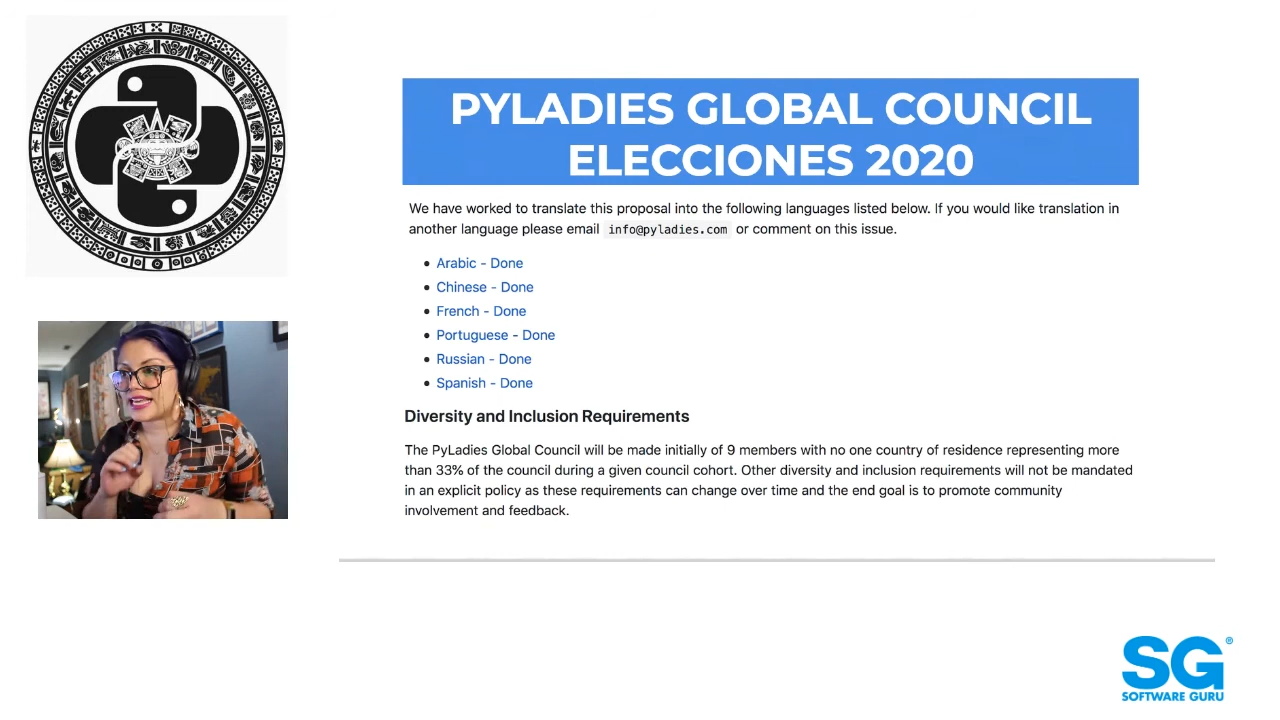 PYLADIES GLOBAL COUNCIL
ELECCIONES 2020
We have worked to translate this proposal into the following languages listed below. If you would like translation in
another language please email info@pyladies.com or comment on this issue.
Arabic - Done
Chinese - Done
French - Done
Portuguese - Done
Russian - Done
Spanish - Done
Diversity and Inclusion Requirements
The PyLadies Global Council will be made initially of 9 members with no one country of residence representing more
than 33% of the council during a given council cohort. Other diversity and inclusion requirements will not be mandated
in an explicit policy as these requirements can change over time and the end goal is to promote community
involvement and feedback.
SG®
SOFTWARE GURU